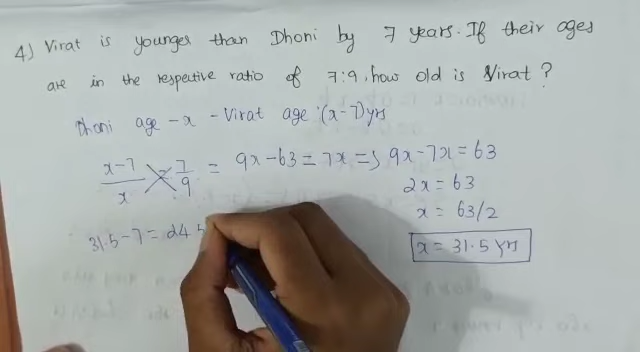 4) Virat is younger than Dhoni by 7 years. If their ages
are in the respective ratio of 7:9, how old is Virat?
Dhoni age - x - Virat age : (x-7) yrs
x-7/x = 7/9 = 9x-63 = 7x => 9x-7x = 63
2x = 63
x = 63/2
x = 31.5 yrs
31.5-7 = 24.5